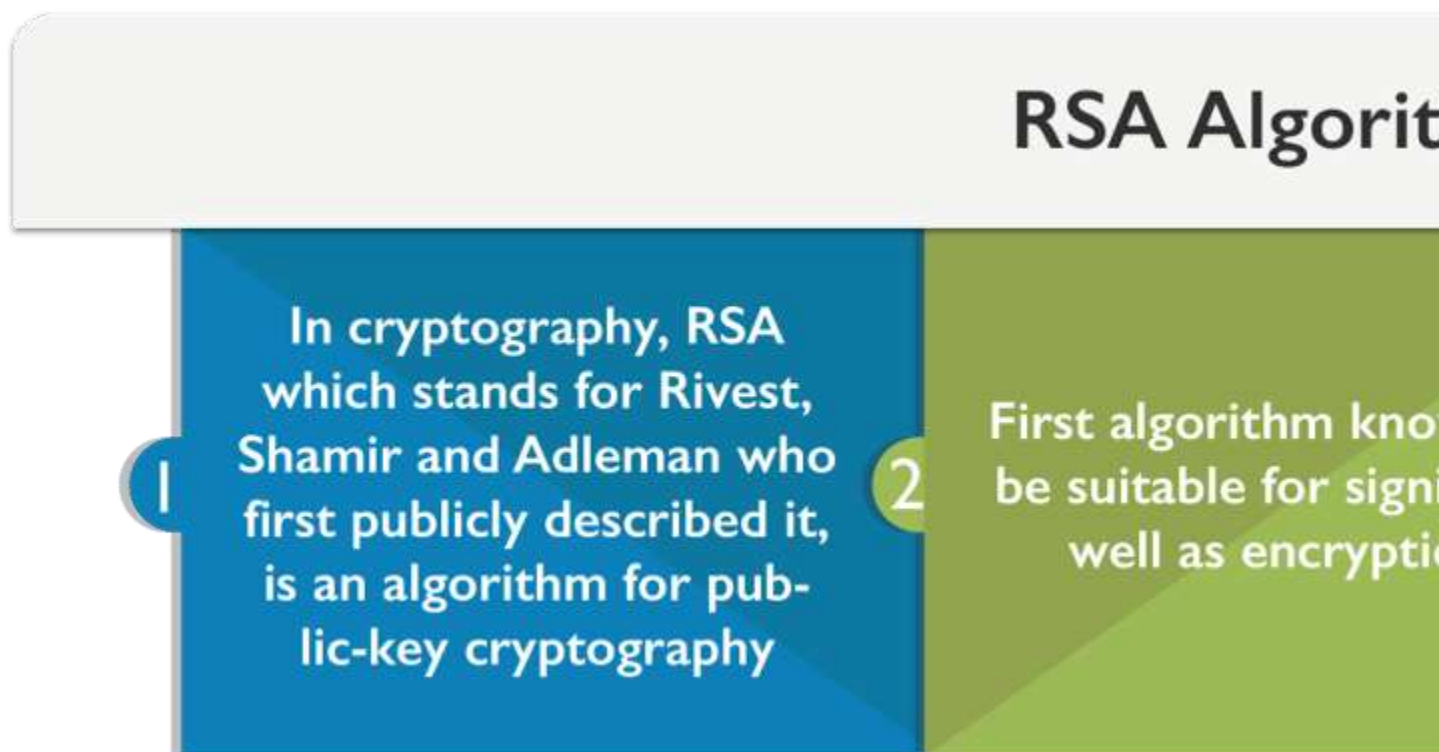 RSA Algorit
1
In cryptography, RSA
which stands for Rivest,
Shamir and Adleman who
first publicly described it,
is an algorithm for pub-
lic-key cryptography
2
First algorithm kno
be suitable for signi
well as encrypti